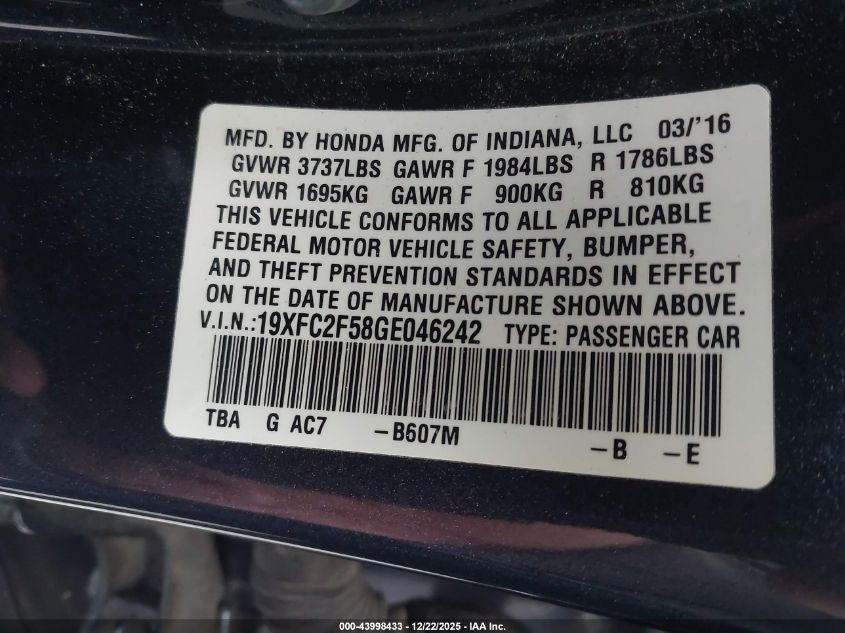 MFD. BY HONDA MFG. OF INDIANA, LLC 03/'16
GVWR 3737LBS GAWR F 1984LBS R 1786LBS
GVWR 1695KG GAWR F 900KG R 810KG
THIS VEHICLE CONFORMS TO ALL APPLICABLE
FEDERAL MOTOR VEHICLE SAFETY, BUMPER,
AND THEFT PREVENTION STANDARDS IN EFFECT
ON THE DATE OF MANUFACTURE SHOWN ABOVE.
V.I.N.:19XFC2F58GE046242 TYPE: PASSENGER CAR
TBA G AC7 -B607M -B -E
000-43998433 - 12/22/2025 - IAA Inc.